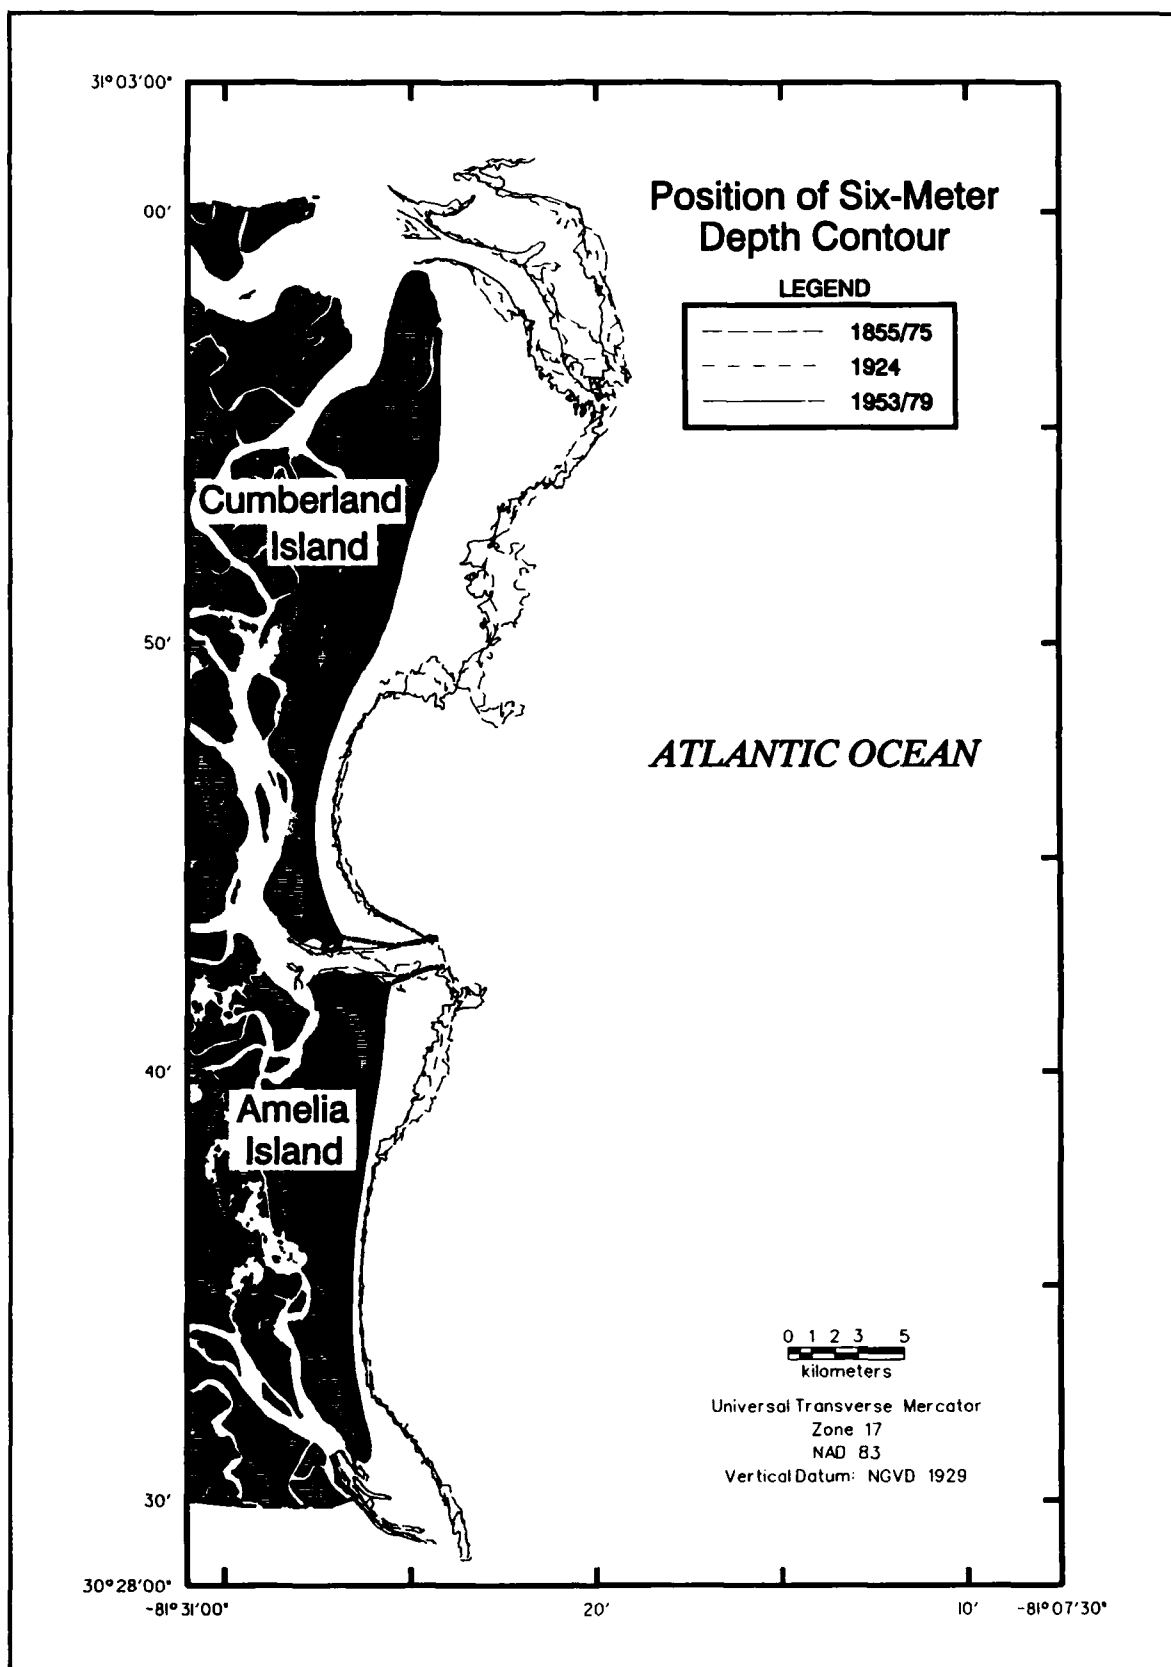 31°03'00"
00'
50'
40'
30'
30°28'00"
-81°31'00"
20'
10'
-81°07'30"
Position of Six-Meter
Depth Contour
LEGEND
1855/75
1924
1953/79
Cumberland
Island
ATLANTIC OCEAN
Amelia
Island
0 1 2 3 5
kilometers
Universal Transverse Mercator
Zone 17
NAD 83
Vertical Datum: NGVD 1929